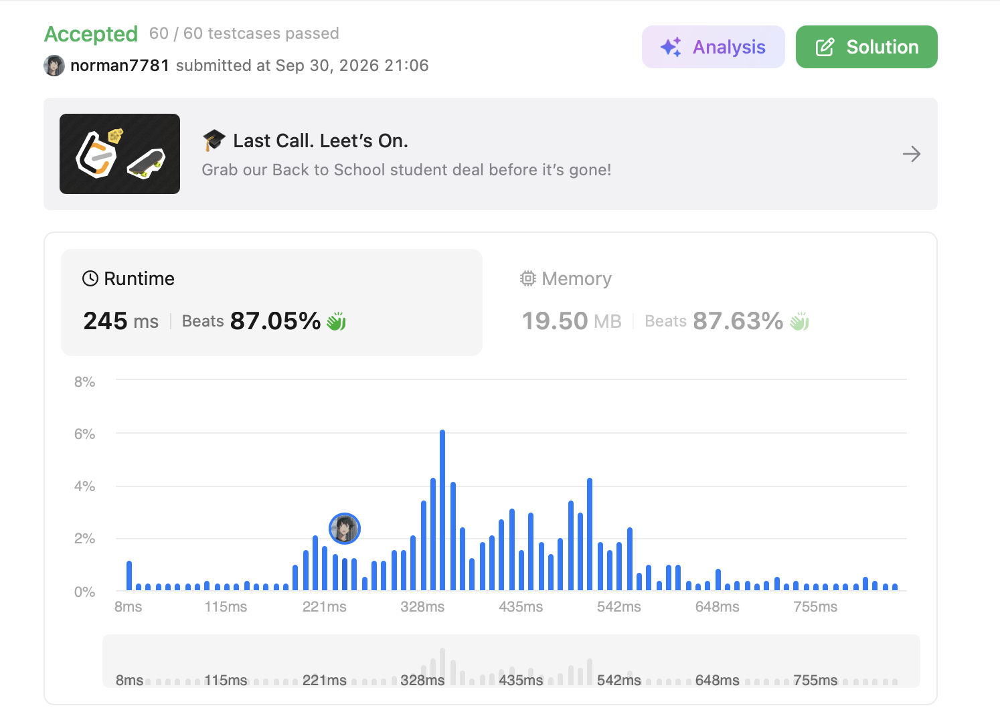 Accepted 60 / 60 testcases passed
norman7781 submitted at Sep 30, 2026 21:06
Analysis
Solution
Last Call. Leet’s On.
Grab our Back to School student deal before it’s gone!
Runtime
245 ms Beats 87.05%
Memory
19.50 MB Beats 87.63%
8%
6%
4%
2%
0%
8ms 115ms 221ms 328ms 435ms 542ms 648ms 755ms
8ms 115ms 221ms 328ms 435ms 542ms 648ms 755ms